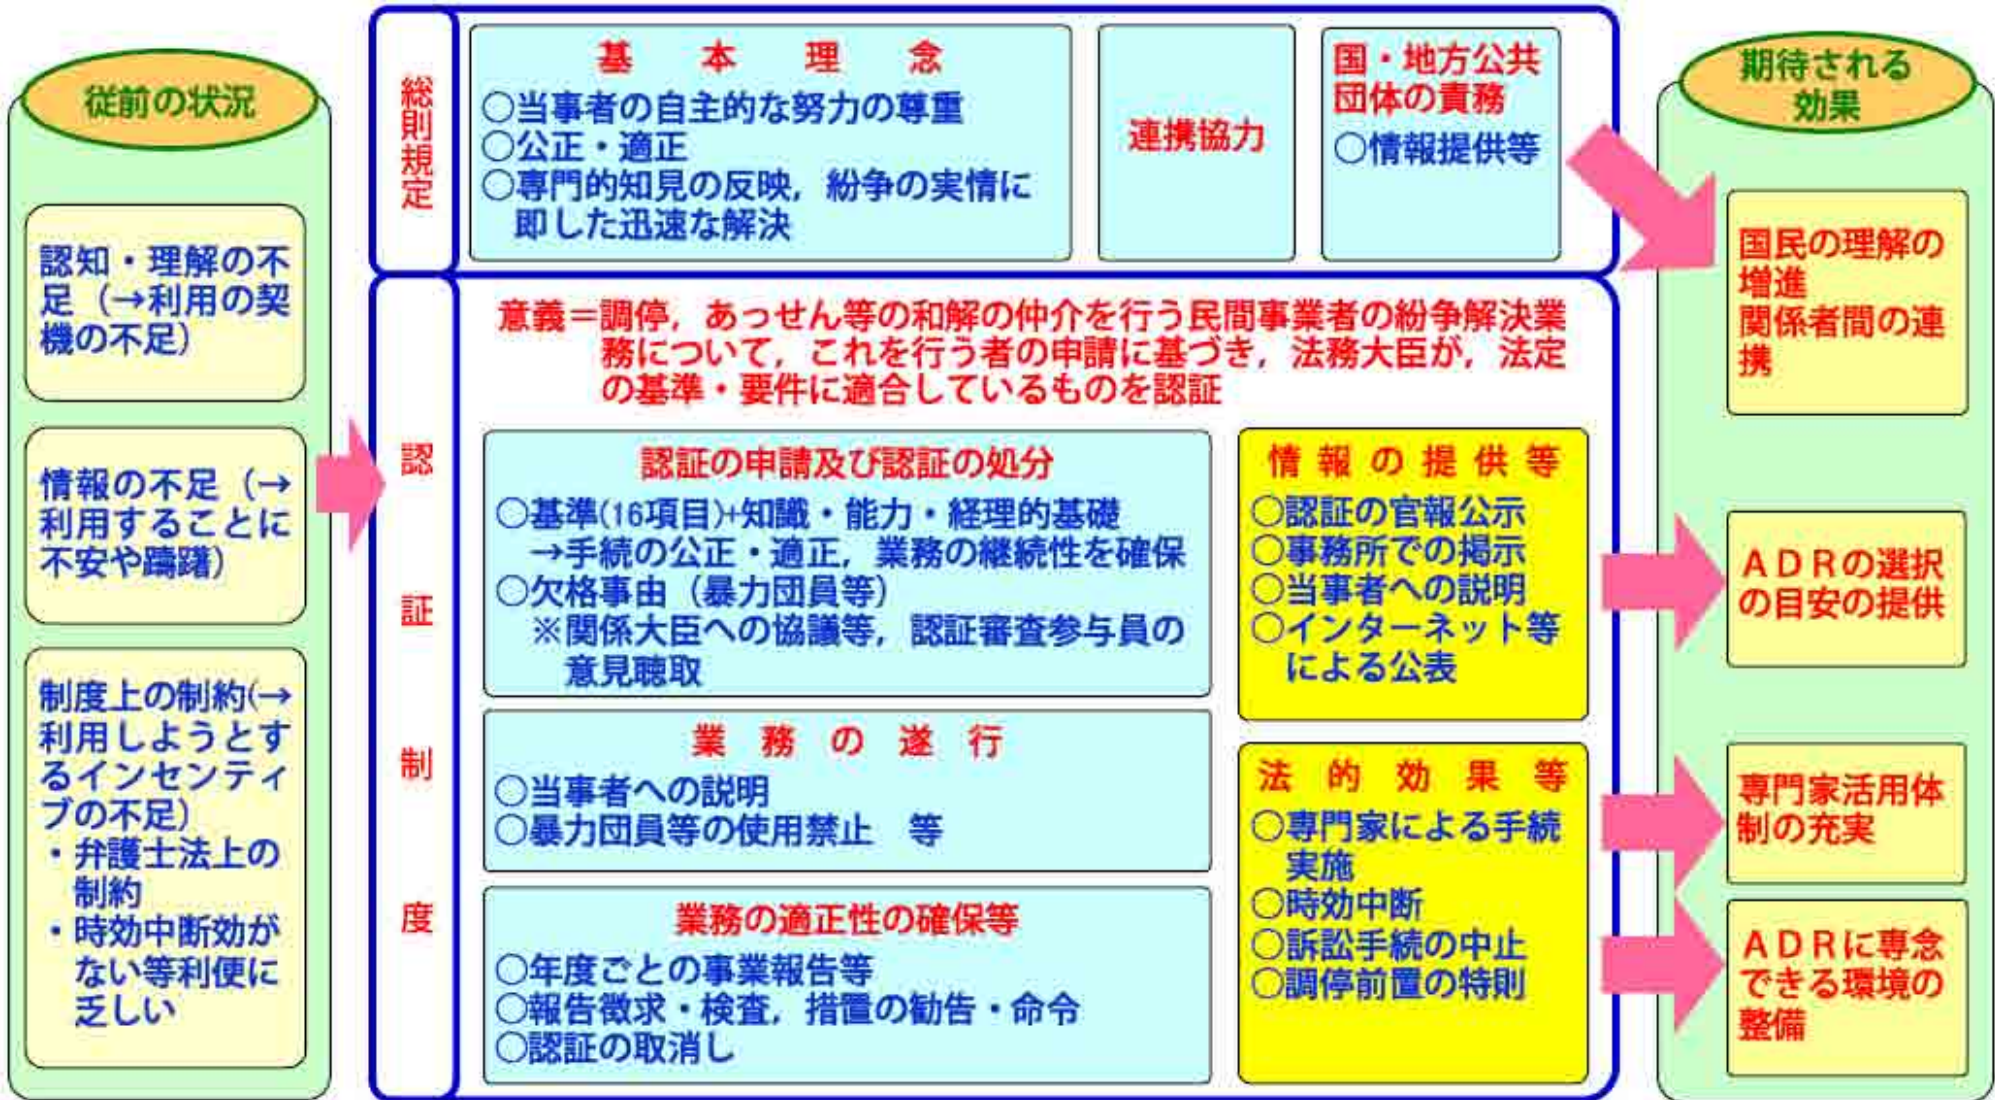 従前の状況
認知・理解の不
足（→利用の契
機の不足）
情報の不足（→
利用することに
不安や躊躇）
制度上の制約(→
利用しようとす
るインセンティ
ブの不足）
・弁護士法上の
制約
・時効中断効が
ない等利便に
乏しい
総則規定
基本理念
○当事者の自主的な努力の尊重
○公正・適正
○専門的知見の反映，紛争の実情に
即した迅速な解決
連携協力
国・地方公共
団体の責務
○情報提供等
認証制度
意義＝調停，あっせん等の和解の仲介を行う民間事業者の紛争解決業
務について，これを行う者の申請に基づき，法務大臣が，法定
の基準・要件に適合しているものを認証
認証の申請及び認証の処分
○基準(16項目)+知識・能力・経理的基礎
→手続の公正・適正，業務の継続性を確保
○欠格事由（暴力団員等）
※関係大臣への協議等，認証審査参与員の
意見聴取
業務の遂行
○当事者への説明
○暴力団員等の使用禁止　等
業務の適正性の確保等
○年度ごとの事業報告等
○報告徴求・検査，措置の勧告・命令
○認証の取消し
情報の提供等
○認証の官報公示
○事務所での掲示
○当事者への説明
○インターネット等
による公表
法的効果等
○専門家による手続
実施
○時効中断
○訴訟手続の中止
○調停前置の特則
期待される
効果
国民の理解の
増進
関係者間の連
携
ＡＤＲの選択
の目安の提供
専門家活用体
制の充実
ＡＤＲに専念
できる環境の
整備